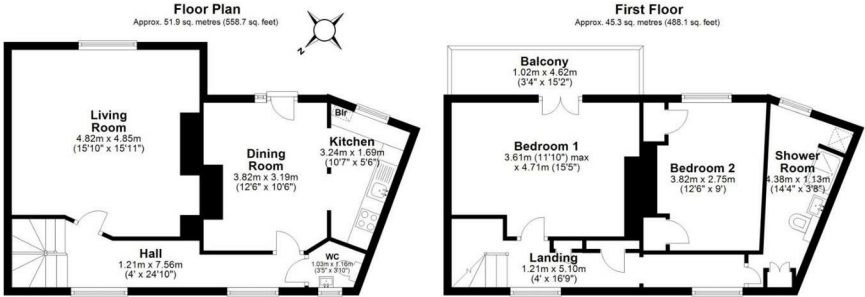 Floor Plan
Approx. 51.9 sq. metres (558.7 sq. feet)
N
Living
Room
4.82m x 4.85m
(15'10" x 15'11")
Dining
Room
3.82m x 3.19m
(12'6" x 10'6")
Blr
Kitchen
3.24m x 1.69m
(10'7" x 5'6")
Hall
1.21m x 7.56m
(4' x 24'10")
WC
1.03m x 1.16m
(3'5" x 3'10")
First Floor
Approx. 45.3 sq. metres (488.1 sq. feet)
Balcony
1.02m x 4.62m
(3'4" x 15'2")
Bedroom 1
3.61m (11'10") max
x 4.71m (15'5")
Bedroom 2
3.82m x 2.75m
(12'6" x 9')
Shower
Room
4.38m x 1.13m
(14'4" x 3'8")
Landing
1.21m x 5.10m
(4' x 16'9")